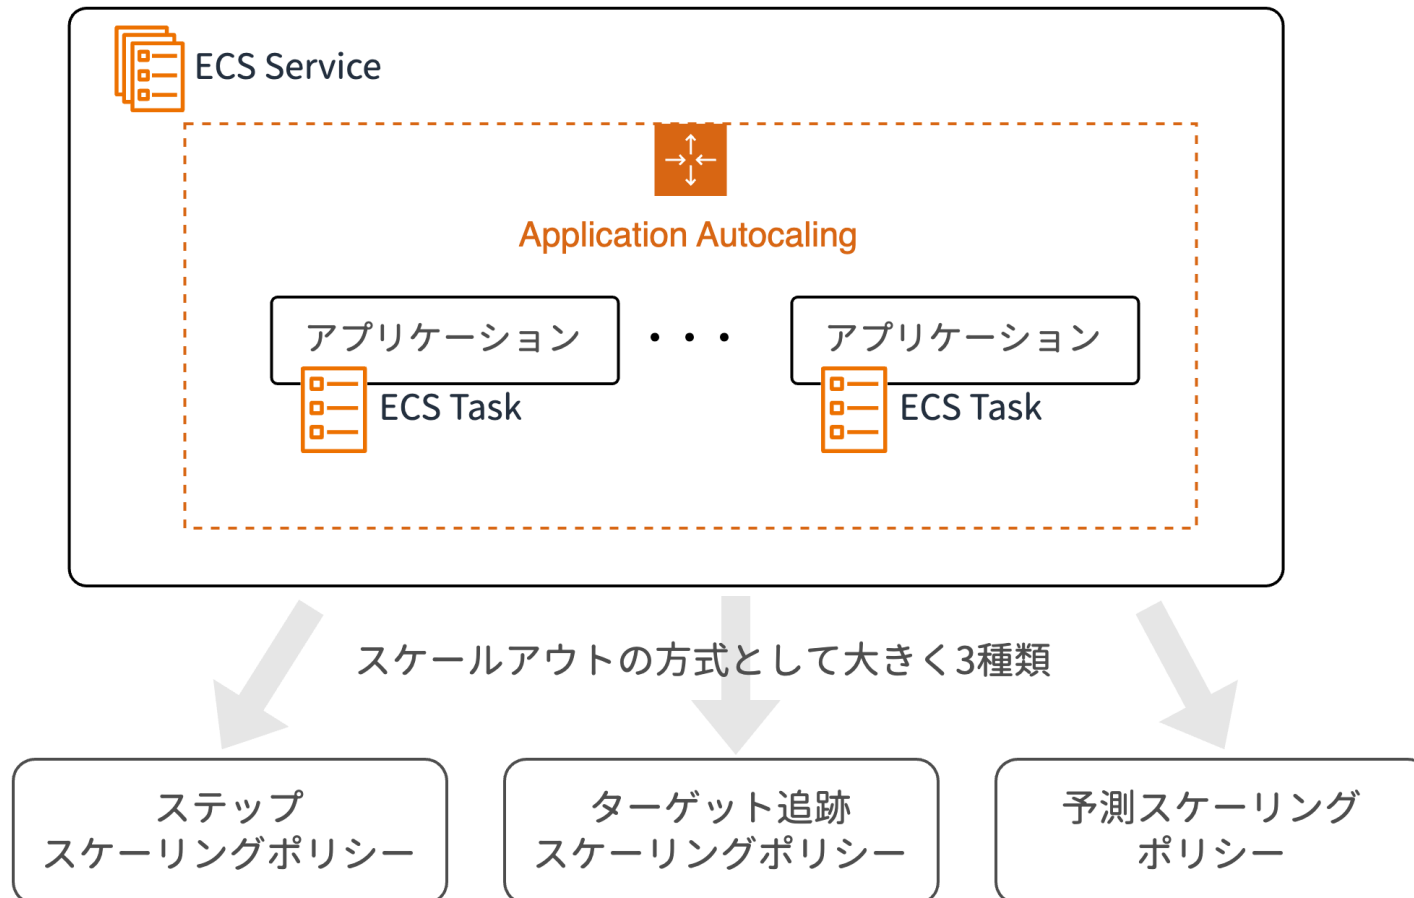 ECS Service
Application Autocaling
アプリケーション
・・・
アプリケーション
ECS Task
ECS Task
スケールアウトの方式として大きく3種類
ステップ
スケーリングポリシー
ターゲット追跡
スケーリングポリシー
予測スケーリング
ポリシー